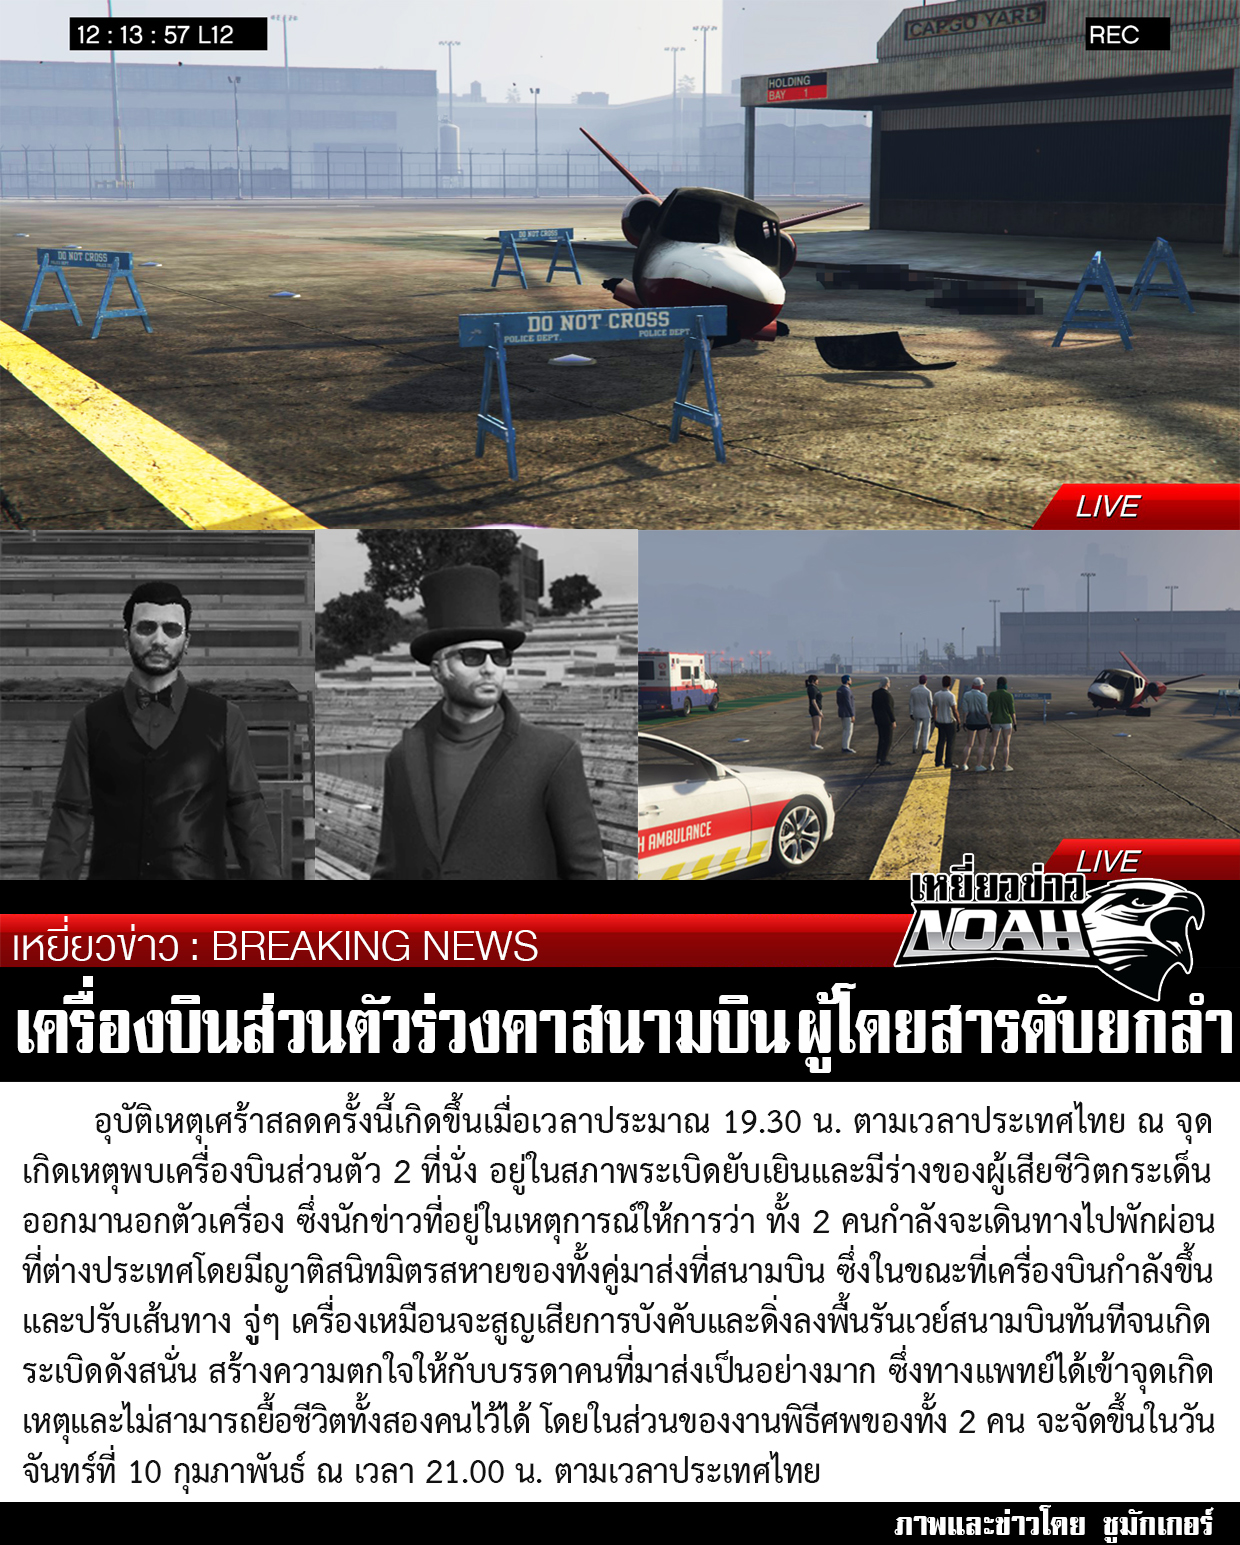 12 : 13 : 57 L12
REC
CARGO YARD
HOLDING
BAY 1
DO NOT CROSS
DO NOT CROSS
DO NOT CROSS
POLICE DEPT.
POLICE DEPT.
LIVE
H AMBULANCE
LIVE
เหยี่ยวข่าว
NOAH
เหยี่ยวข่าว : BREAKING NEWS
เครื่องบินส่วนตัวร่วงคาสนามบิน ผู้โดยสารดับยกลำ
อุบัติเหตุเศร้าสลดครั้งนี้เกิดขึ้นเมื่อเวลาประมาณ 19.30 น. ตามเวลาประเทศไทย ณ จุด
เกิดเหตุพบเครื่องบินส่วนตัว 2 ที่นั่ง อยู่ในสภาพระเบิดยับเยินและมีร่างของผู้เสียชีวิตกระเด็น
ออกมานอกตัวเครื่อง ซึ่งนักข่าวที่อยู่ในเหตุการณ์ให้การว่า ทั้ง 2 คนกำลังจะเดินทางไปพักผ่อน
ที่ต่างประเทศโดยมีญาติสนิทมิตรสหายของทั้งคู่มาส่งที่สนามบิน ซึ่งในขณะที่เครื่องบินกำลังขึ้น
และปรับเส้นทาง จู่ๆ เครื่องเหมือนจะสูญเสียการบังคับและดิ่งลงพื้นรันเวย์สนามบินทันทีจนเกิด
ระเบิดดังสนั่น สร้างความตกใจให้กับบรรดาคนที่มาส่งเป็นอย่างมาก ซึ่งทางแพทย์ได้เข้าจุดเกิด
เหตุและไม่สามารถยื้อชีวิตทั้งสองคนไว้ได้ โดยในส่วนของงานพิธีศพของทั้ง 2 คน จะจัดขึ้นในวัน
จันทร์ที่ 10 กุมภาพันธ์ ณ เวลา 21.00 น. ตามเวลาประเทศไทย
ภาพและข่าวโดย ชูมักเกอร์